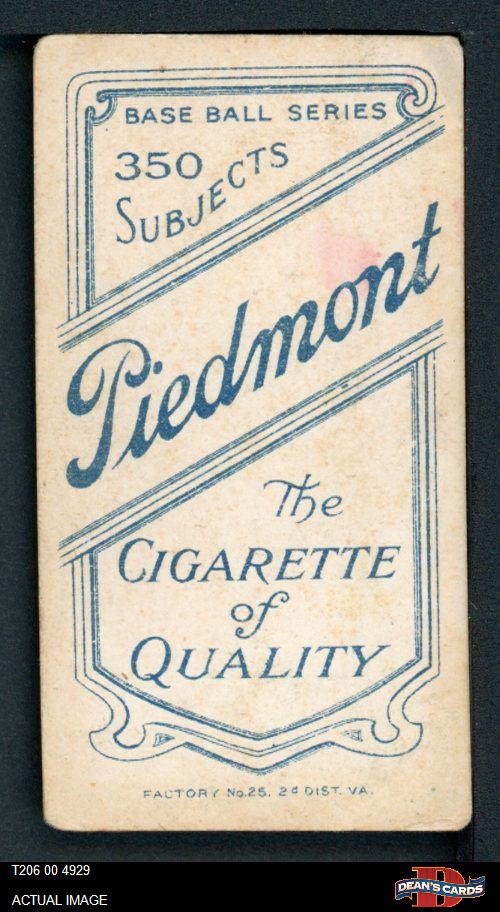 BASE BALL SERIES
350
SUBJECTS
Piedmont
The
CIGARETTE
of
QUALITY
FACTORY No. 25. 2d DIST. VA.
T206 00 4929
ACTUAL IMAGE
D
DEAN'S CARDS